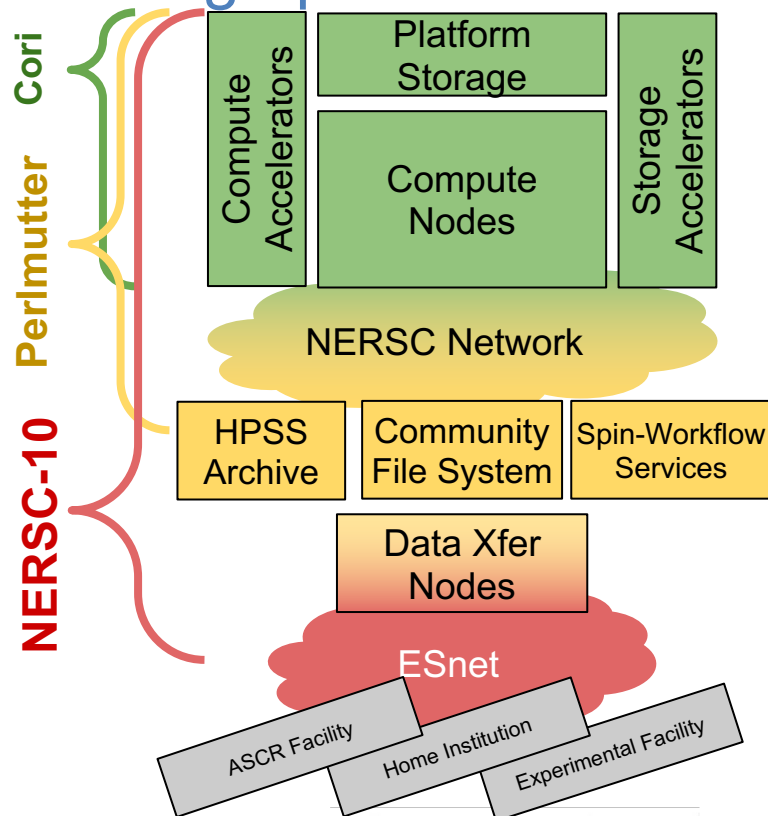 Cori
Perlmutter
NERSC-10
Compute
Accelerators
Platform
Storage
Compute
Nodes
Storage
Accelerators
NERSC Network
HPSS
Archive
Community
File System
Spin-Workflow
Services
Data Xfer
Nodes
ESnet
ASCR Facility
Home Institution
Experimental Facility